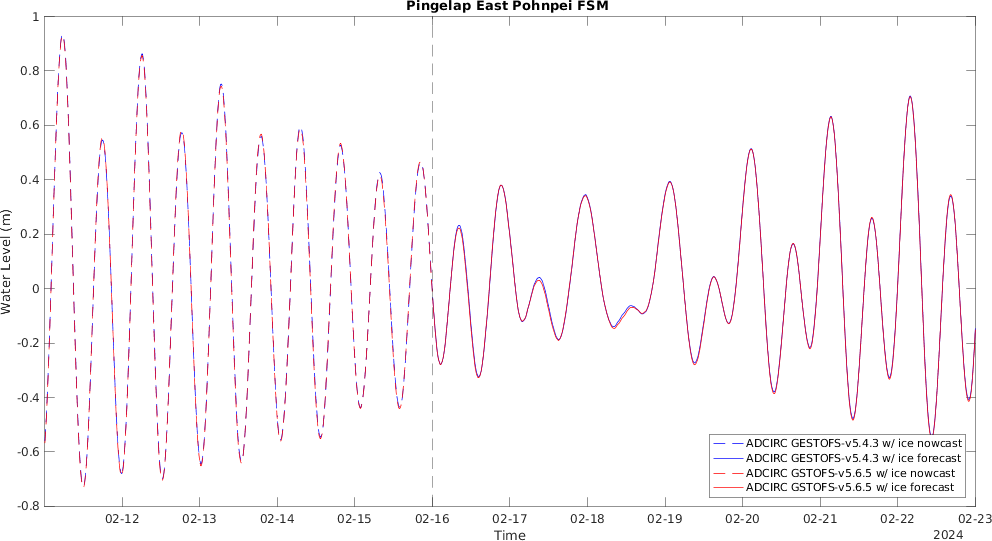 Pingelap East Pohnpei FSM
Water Level (m)
1
0.8
0.6
0.4
0.2
0
-0.2
-0.4
-0.6
-0.8
ADCIRC GESTOFS-v5.4.3 w/ ice nowcast
ADCIRC GESTOFS-v5.4.3 w/ ice forecast
ADCIRC GSTOFS-v5.6.5 w/ ice nowcast
ADCIRC GSTOFS-v5.6.5 w/ ice forecast
02-12 02-13 02-14 02-15 02-16 02-17 02-18 02-19 02-20 02-21 02-22 02-23
Time
2024